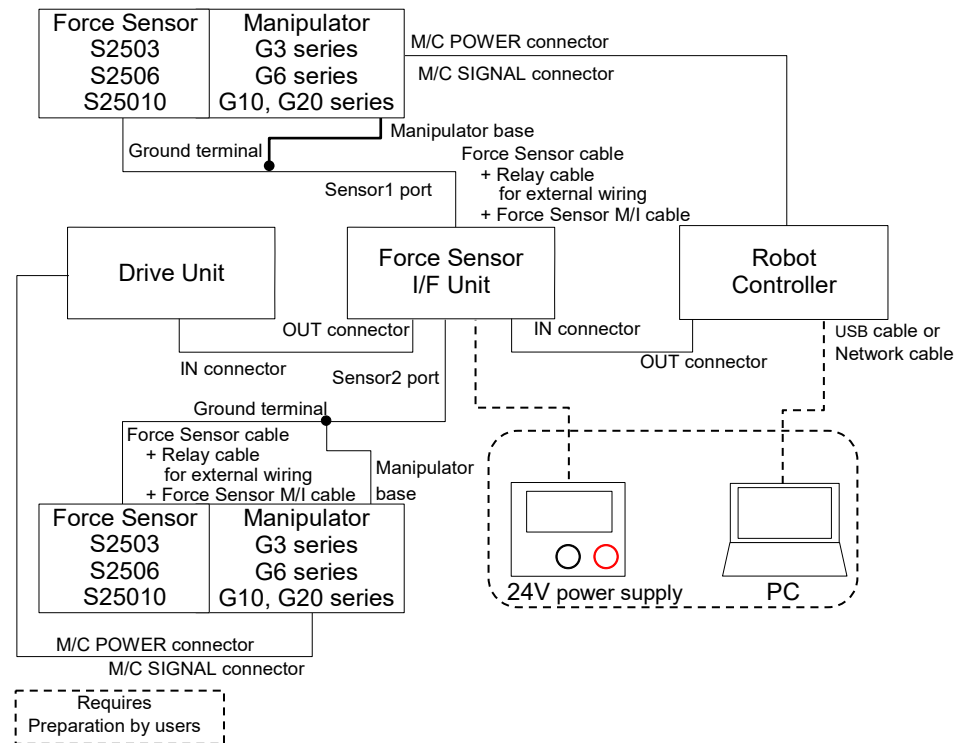 Force Sensor
S2503
S2506
S25010
Manipulator
G3 series
G6 series
G10, G20 series
M/C POWER connector
M/C SIGNAL connector
Manipulator base
Ground terminal
Force Sensor cable
+ Relay cable
for external wiring
+ Force Sensor M/I cable
Sensor1 port
Drive Unit
Force Sensor
I/F Unit
Robot
Controller
OUT connector
IN connector
USB cable or
Network cable
IN connector
OUT connector
Sensor2 port
Ground terminal
Force Sensor cable
+ Relay cable
for external wiring
+ Force Sensor M/I cable
Manipulator
base
Force Sensor
S2503
S2506
S25010
Manipulator
G3 series
G6 series
G10, G20 series
24V power supply
PC
M/C POWER connector
M/C SIGNAL connector
Requires
Preparation by users